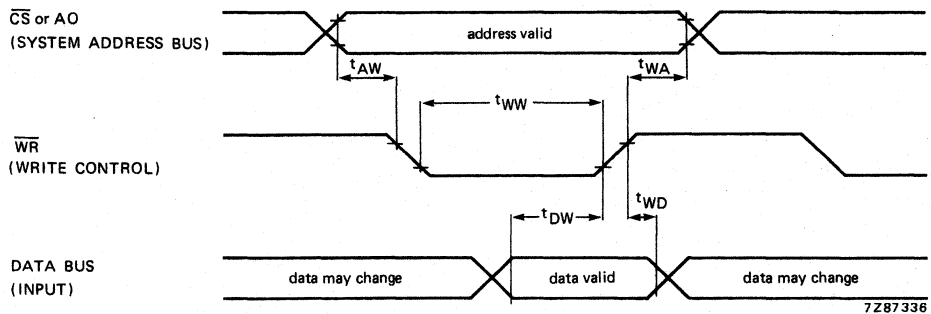 CS or AO
(SYSTEM ADDRESS BUS)
address valid
tAW
tWA
tWW
WR
(WRITE CONTROL)
tDW
tWD
DATA BUS
(INPUT)
data may change
data valid
data may change
7Z87336